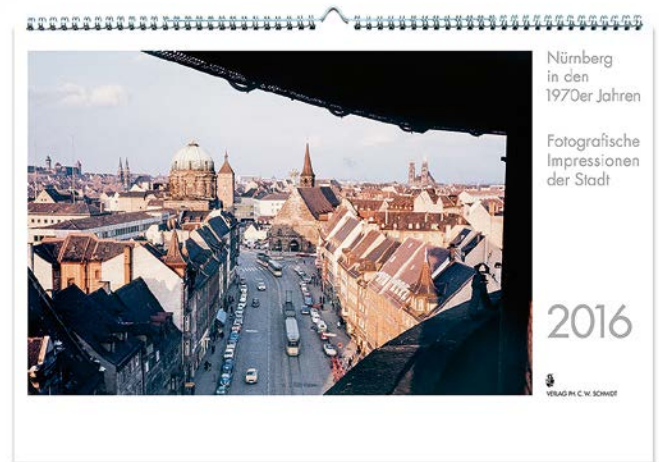 Nürnberg
in den
1970er Jahren
Fotografische
Impressionen
der Stadt
2016
VERLAG PH. C. W. SCHMIDT